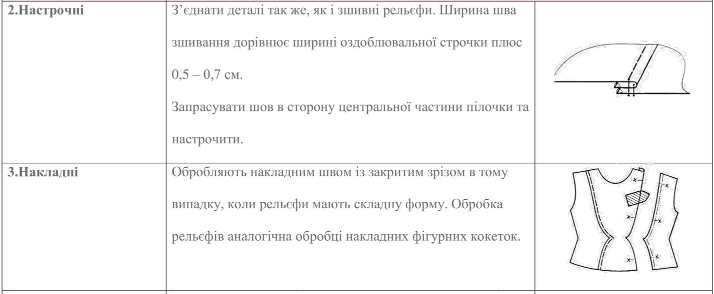 2.Настрочні
З’єднати деталі так же, як і зшивні рельєфи. Ширина шва
зшивання дорівнює ширині оздоблювальної строчки плюс
0,5 – 0,7 см.
Запрасувати шов в сторону центральної частини пілочки та
настрочити.
3.Накладні
Обробляють накладним швом із закритим зрізом в тому
випадку, коли рельєфи мають складну форму. Обробка
рельєфів аналогічна обробці накладних фігурних кокеток.